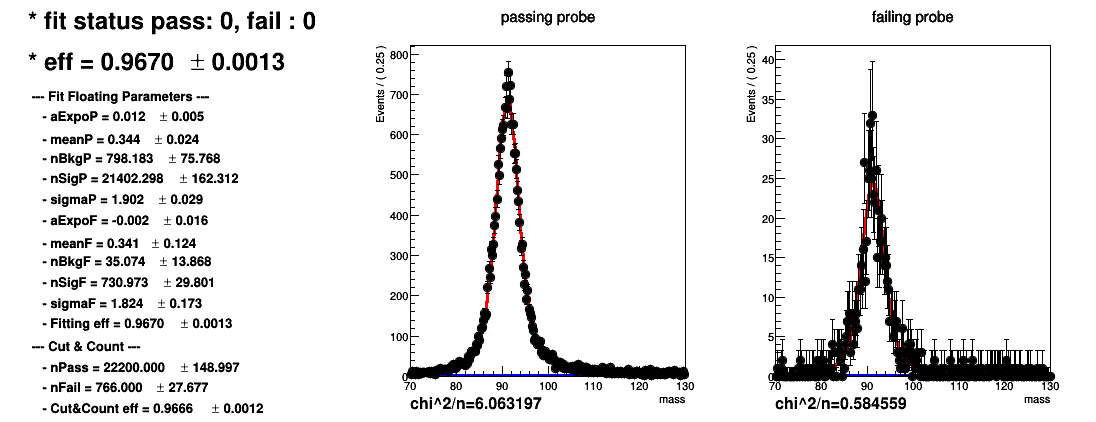 * fit status pass: 0, fail : 0
* eff = 0.9670 ± 0.0013
--- Fit Floating Parameters ---
- aExpoP = 0.012 ± 0.005
- meanP = 0.344 ± 0.024
- nBkgP = 798.183 ± 75.768
- nSigP = 21402.298 ± 162.312
- sigmaP = 1.902 ± 0.029
- aExpoF = -0.002 ± 0.016
- meanF = 0.341 ± 0.124
- nBkgF = 35.074 ± 13.868
- nSigF = 730.973 ± 29.801
- sigmaF = 1.824 ± 0.173
- Fitting eff = 0.9670 ± 0.0013
--- Cut & Count ---
- nPass = 22200.000 ± 148.997
- nFail = 766.000 ± 27.677
- Cut&Count eff = 0.9666 ± 0.0012
passing probe
Events / ( 0.25 )
800
700
600
500
400
300
200
100
0
70 80 90 100 110 120 130
mass
chi^2/n=6.063197
failing probe
Events / ( 0.25 )
40
35
30
25
20
15
10
5
0
70 80 90 100 110 120 130
mass
chi^2/n=0.584559